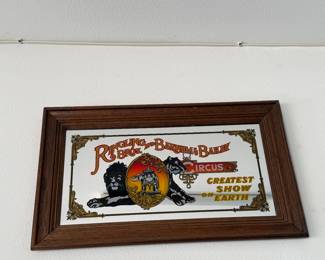 RINGLING
BROS. AND BARNUM & BAILEY
CIRCUS
GREATEST
SHOW
ON
EARTH